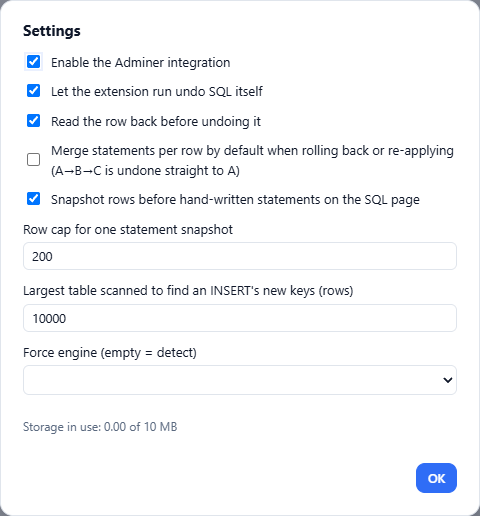 Settings
Enable the Adminer integration
Let the extension run undo SQL itself
Read the row back before undoing it
Merge statements per row by default when rolling back or re-applying
(A→B→C is undone straight to A)
Snapshot rows before hand-written statements on the SQL page
Row cap for one statement snapshot
200
Largest table scanned to find an INSERT's new keys (rows)
10000
Force engine (empty = detect)
Storage in use: 0.00 of 10 MB
OK